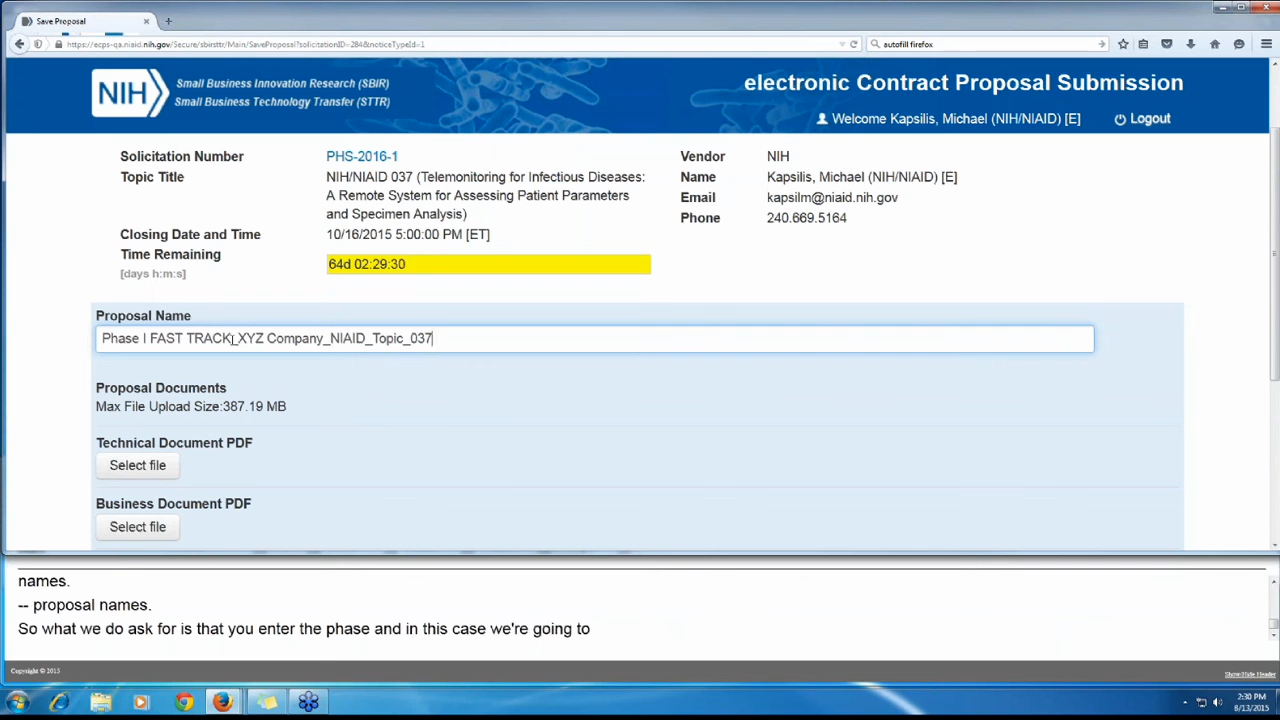 Save Proposal
https://ecps-qa.niaid.nih.gov/Secure/sbirsttr/Main/SaveProposal?solicitationID=284&noticeTypeId=1
autofill firefox
NIH
Small Business Innovation Research (SBIR)
Small Business Technology Transfer (STTR)
electronic Contract Proposal Submission
Welcome Kapsilis, Michael (NIH/NIAID) [E]
Logout
Solicitation Number
PHS-2016-1
Topic Title
NIH/NIAID 037 (Telemonitoring for Infectious Diseases:
A Remote System for Assessing Patient Parameters
and Specimen Analysis)
Closing Date and Time
10/16/2015 5:00:00 PM [ET]
Time Remaining
[days h:m:s]
64d 02:29:30
Vendor
NIH
Name
Kapsilis, Michael (NIH/NIAID) [E]
Email
kapsilm@niaid.nih.gov
Phone
240.669.5164
Proposal Name
Phase I FAST TRACK_XYZ Company_NIAID_Topic_037
Proposal Documents
Max File Upload Size:387.19 MB
Technical Document PDF
Select file
Business Document PDF
Select file
names.
-- proposal names.
So what we do ask for is that you enter the phase and in this case we're going to
Copyright © 2015
Show/Hide Header
2:30 PM
8/13/2015